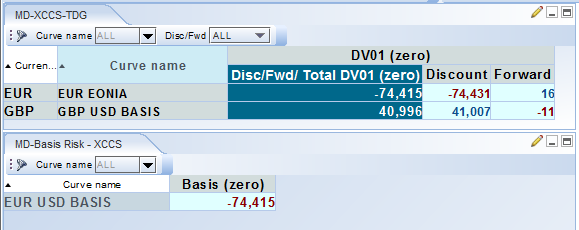 MD-XCCS-TDG
Curve name ALL Disc/Fwd ALL
DV01 (zero)
Curren... Curve name
Disc/Fwd/ Total DV01 (zero) Discount Forward
EUR EUR EONIA -74,415 -74,431 16
GBP GBP USD BASIS 40,996 41,007 -11
MD-Basis Risk - XCCS
Curve name ALL
Curve name Basis (zero)
EUR USD BASIS -74,415